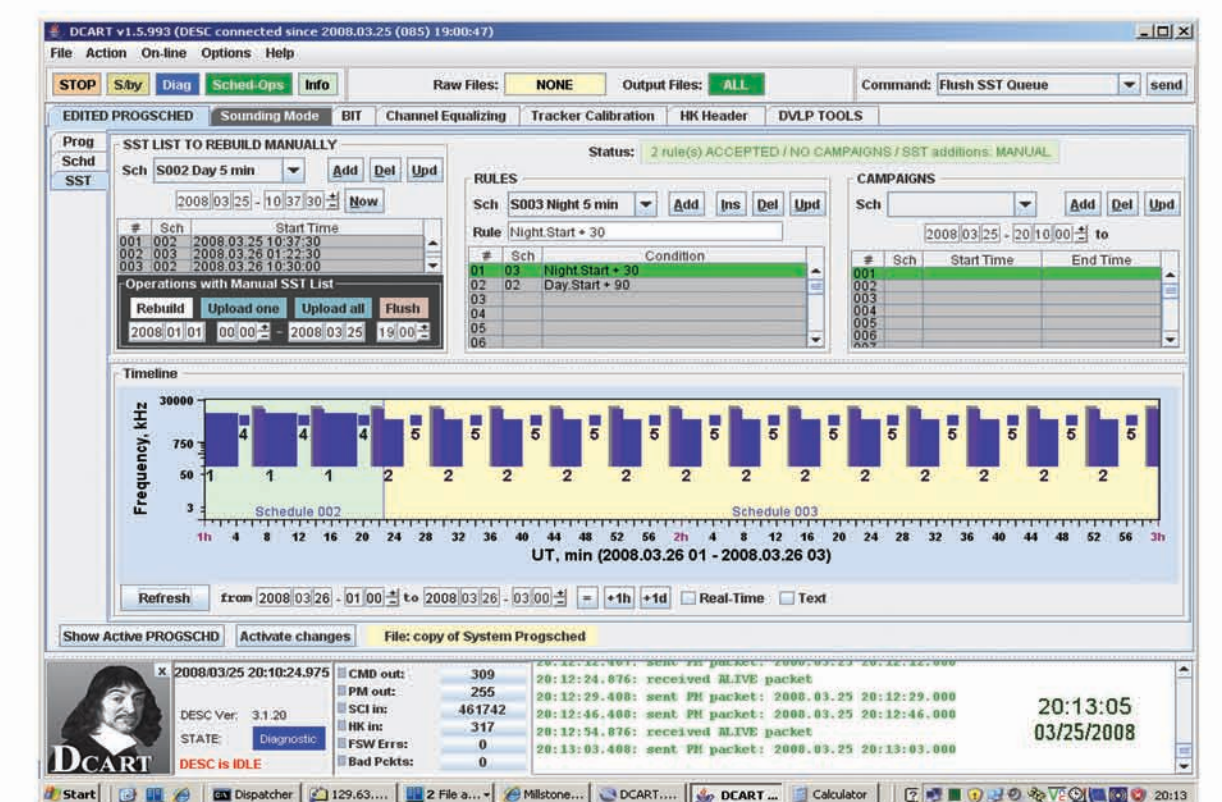 DCART v1.5.993 (DESC connected since 2008.03.25 (085) 19:00:47)
File Action On-line Options Help
STOP S/by Diag Sched-Ops Info Raw Files: NONE Output Files: ALL Command: Flush SST Queue send
EDITED PROGSCHED Sounding Mode BIT Channel Equalizing Tracker Calibration HK Header DVLP TOOLS
Prog
Schd
SST
SST LIST TO REBUILD MANUALLY
Sch S002 Day 5 min Add Del Upd
2008 03 25 - 10 37 30 Now
# Sch Start Time
001 002 2008.03.25 10:37:30
002 003 2008.03.26 01:22:30
003 002 2008.03.26 10:30:00
Operations with Manual SST List
Rebuild Upload one Upload all Flush
2008 01 01 00 00 - 2008 03 25 19 00
Status: 2 rule(s) ACCEPTED / NO CAMPAIGNS / SST additions: MANUAL
RULES
Sch S003 Night 5 min Add Ins Del Upd
Rule Night.Start + 30
# Sch Condition
01 03 Night.Start + 30
02 02 Day.Start + 90
03
04
05
06
CAMPAIGNS
Sch Add Del Upd
2008 03 25 - 20 10 00 to
# Sch Start Time End Time
001
002
003
004
005
006
007
Timeline
Frequency, kHz
30000
750
50
3
4 4 4 5 5 5 5 5 5 5 5 5 5 5 5 5
1 1 1 2 2 2 2 2 2 2 2 2 2 2 2 2
Schedule 002 Schedule 003
1h 4 8 12 16 20 24 28 32 36 40 44 48 52 56 2h 4 8 12 16 20 24 28 32 36 40 44 48 52 56 3h
UT, min (2008.03.26 01 - 2008.03.26 03)
Refresh from 2008 03 26 - 01 00 to 2008 03 26 - 03 00 = +1h +1d Real-Time Text
Show Active PROGSCHD Activate changes File: copy of System Progsched
DCART
x
2008/03/25 20:10:24.975
DESC Ver: 3.1.20
STATE: Diagnostic
DESC is IDLE
CMD out: 309
PM out: 255
SCI in: 461742
HK in: 317
FSW Errs: 0
Bad Pckts: 0
20:12:24.876: received ALIVE packet
20:12:29.408: sent PM packet: 2008.03.25 20:12:29.000
20:12:46.408: sent PM packet: 2008.03.25 20:12:46.000
20:12:54.876: received ALIVE packet
20:13:03.408: sent PM packet: 2008.03.25 20:13:03.000
20:13:05
03/25/2008
Start Dispatcher 129.63.... 2 File a... Millstone... DCART.... DCART ... Calculator 20:13